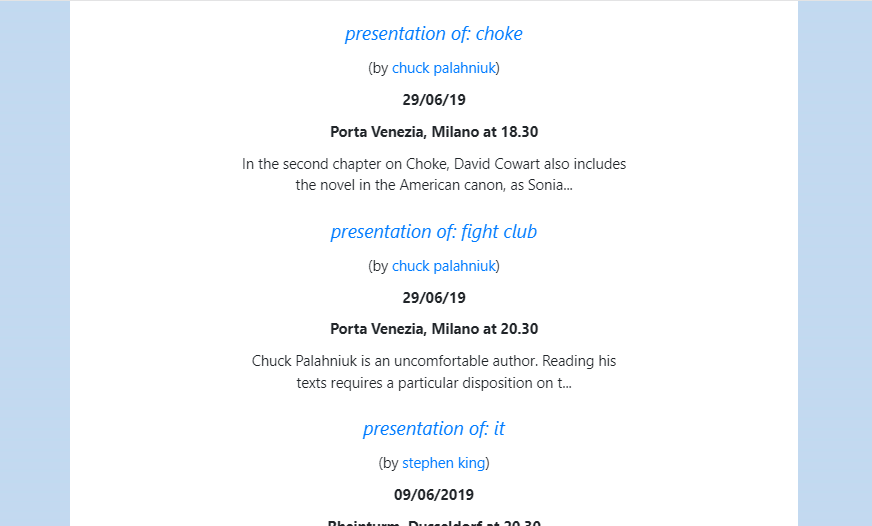 presentation of: choke
(by chuck palahniuk)
29/06/19
Porta Venezia, Milano at 18.30
In the second chapter on Choke, David Cowart also includes
the novel in the American canon, as Sonia...
presentation of: fight club
(by chuck palahniuk)
29/06/19
Porta Venezia, Milano at 20.30
Chuck Palahniuk is an uncomfortable author. Reading his
texts requires a particular disposition on t...
presentation of: it
(by stephen king)
09/06/2019
Rheinturm, Dusseldorf at 20.30